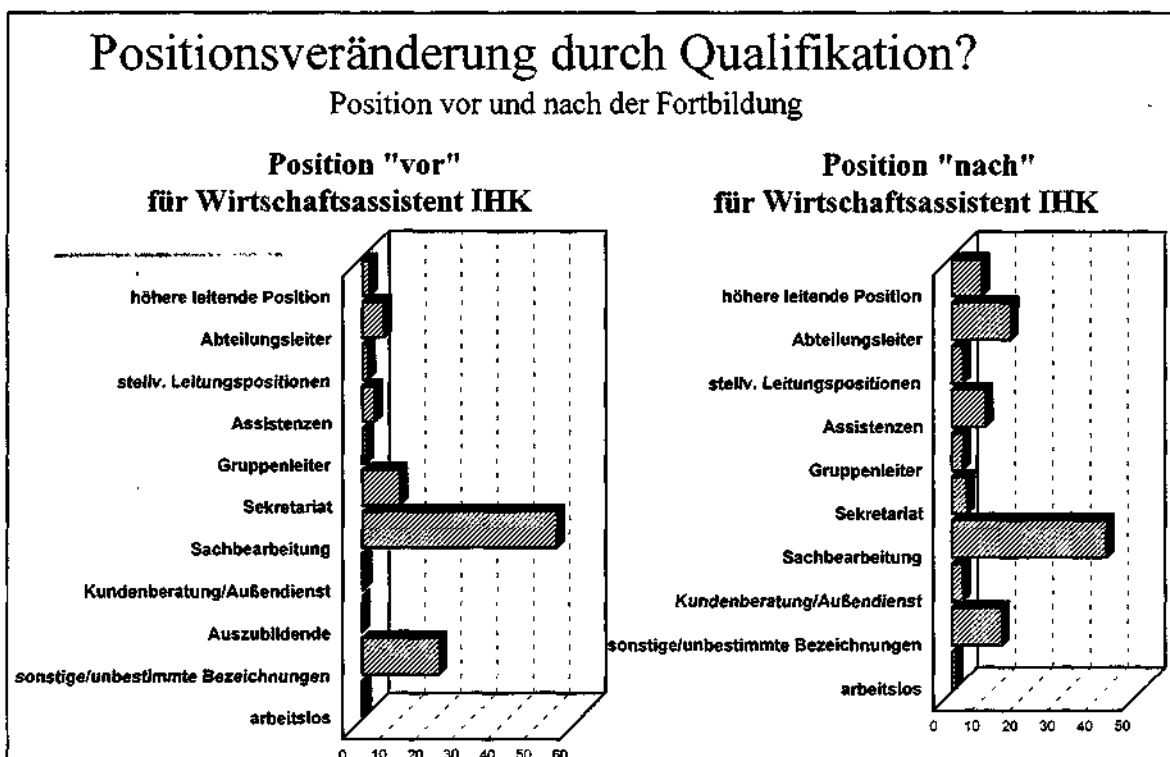 Positionsveränderung durch Qualifikation?
Position vor und nach der Fortbildung
Position "vor"
für Wirtschaftsassistent IHK
höhere leitende Position
Abteilungsleiter
stellv. Leitungspositionen
Assistenzen
Gruppenleiter
Sekretariat
Sachbearbeitung
Kundenberatung/Außendienst
Auszubildende
sonstige/unbestimmte Bezeichnungen
arbeitslos
0 10 20 30 40 50 60
Position "nach"
für Wirtschaftsassistent IHK
höhere leitende Position
Abteilungsleiter
stellv. Leitungspositionen
Assistenzen
Gruppenleiter
Sekretariat
Sachbearbeitung
Kundenberatung/Außendienst
sonstige/unbestimmte Bezeichnungen
arbeitslos
0 10 20 30 40 50